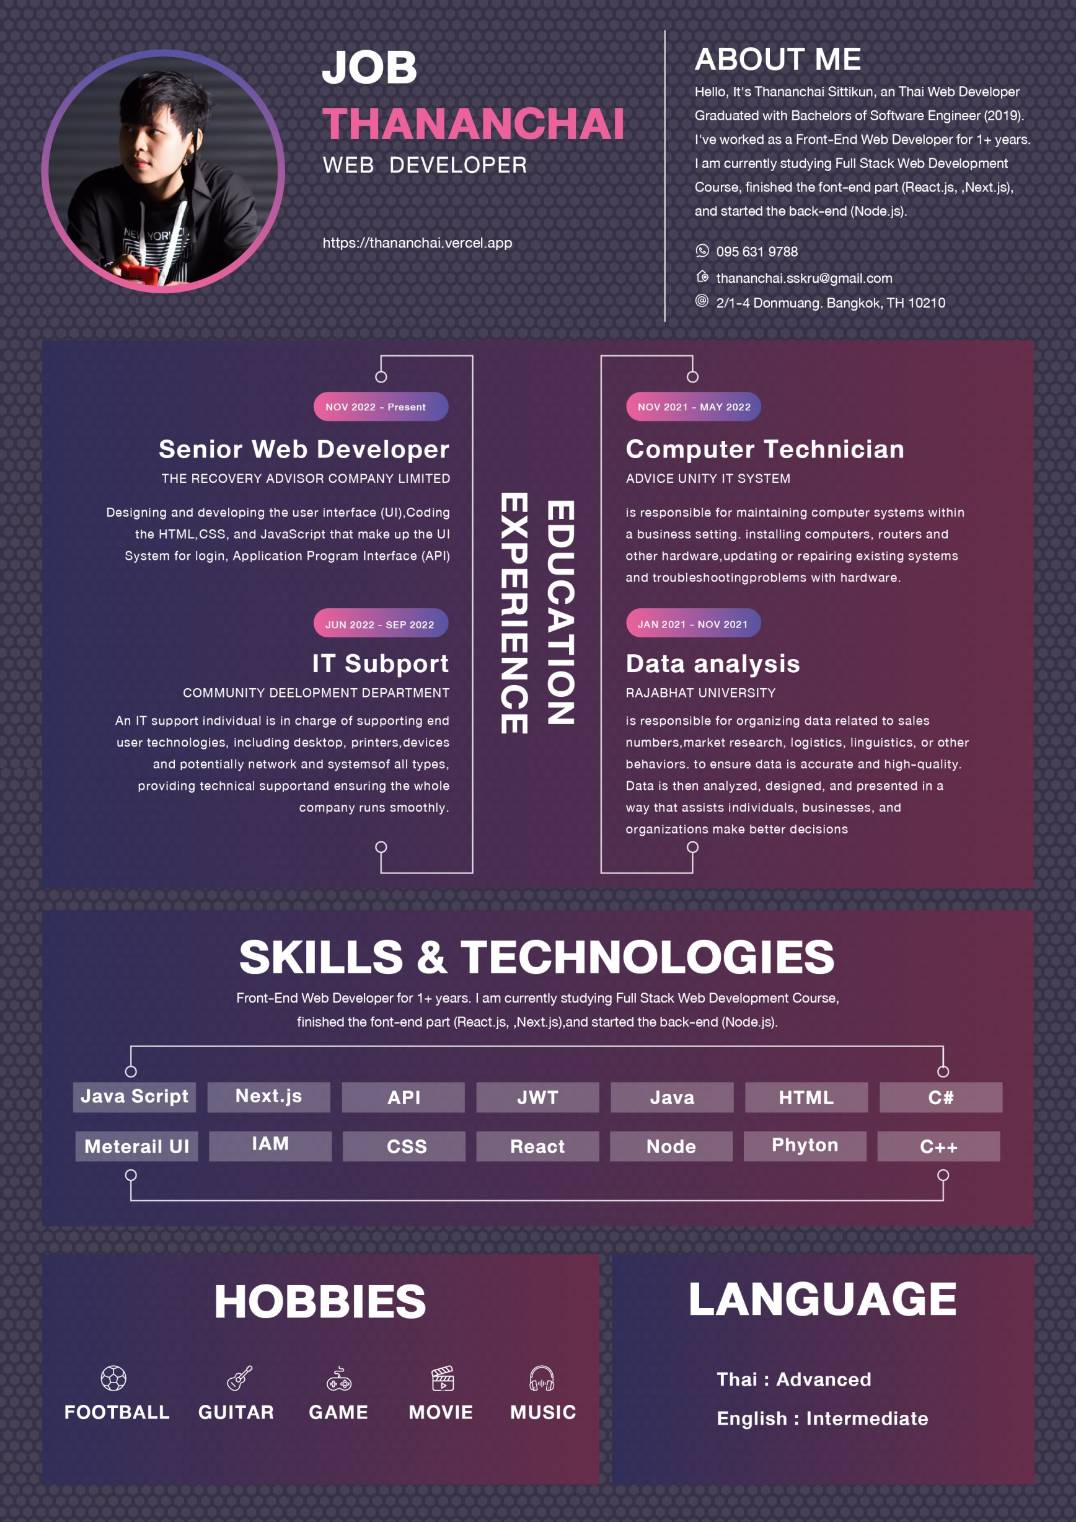 JOB
THANANCHAI
WEB DEVELOPER
https://thananchai.vercel.app
NEW YORK
ABOUT ME
Hello, It's Thananchai Sittikun, an Thai Web Developer
Graduated with Bachelors of Software Engineer (2019).
I've worked as a Front-End Web Developer for 1+ years.
I am currently studying Full Stack Web Development
Course, finished the font-end part (React.js, ,Next.js),
and started the back-end (Node.js).
095 631 9788
thananchai.sskru@gmail.com
2/1-4 Donmuang. Bangkok, TH 10210
NOV 2022 - Present
Senior Web Developer
THE RECOVERY ADVISOR COMPANY LIMITED
Designing and developing the user interface (UI),Coding
the HTML,CSS, and JavaScript that make up the UI
System for login, Application Program Interface (API)
JUN 2022 - SEP 2022
IT Subport
COMMUNITY DEELOPMENT DEPARTMENT
An IT support individual is in charge of supporting end
user technologies, including desktop, printers,devices
and potentially network and systemsof all types,
providing technical supportand ensuring the whole
company runs smoothly.
EXPERIENCE
EDUCATION
NOV 2021 - MAY 2022
Computer Technician
ADVICE UNITY IT SYSTEM
is responsible for maintaining computer systems within
a business setting. installing computers, routers and
other hardware,updating or repairing existing systems
and troubleshootingproblems with hardware.
JAN 2021 - NOV 2021
Data analysis
RAJABHAT UNIVERSITY
is responsible for organizing data related to sales
numbers,market research, logistics, linguistics, or other
behaviors. to ensure data is accurate and high-quality.
Data is then analyzed, designed, and presented in a
way that assists individuals, businesses, and
organizations make better decisions
SKILLS & TECHNOLOGIES
Front-End Web Developer for 1+ years. I am currently studying Full Stack Web Development Course,
finished the font-end part (React.js, ,Next.js),and started the back-end (Node.js).
Java Script Next.js API JWT Java HTML C#
Meterail UI IAM CSS React Node Phyton C++
HOBBIES
FOOTBALL GUITAR GAME MOVIE MUSIC
LANGUAGE
Thai : Advanced
English : Intermediate